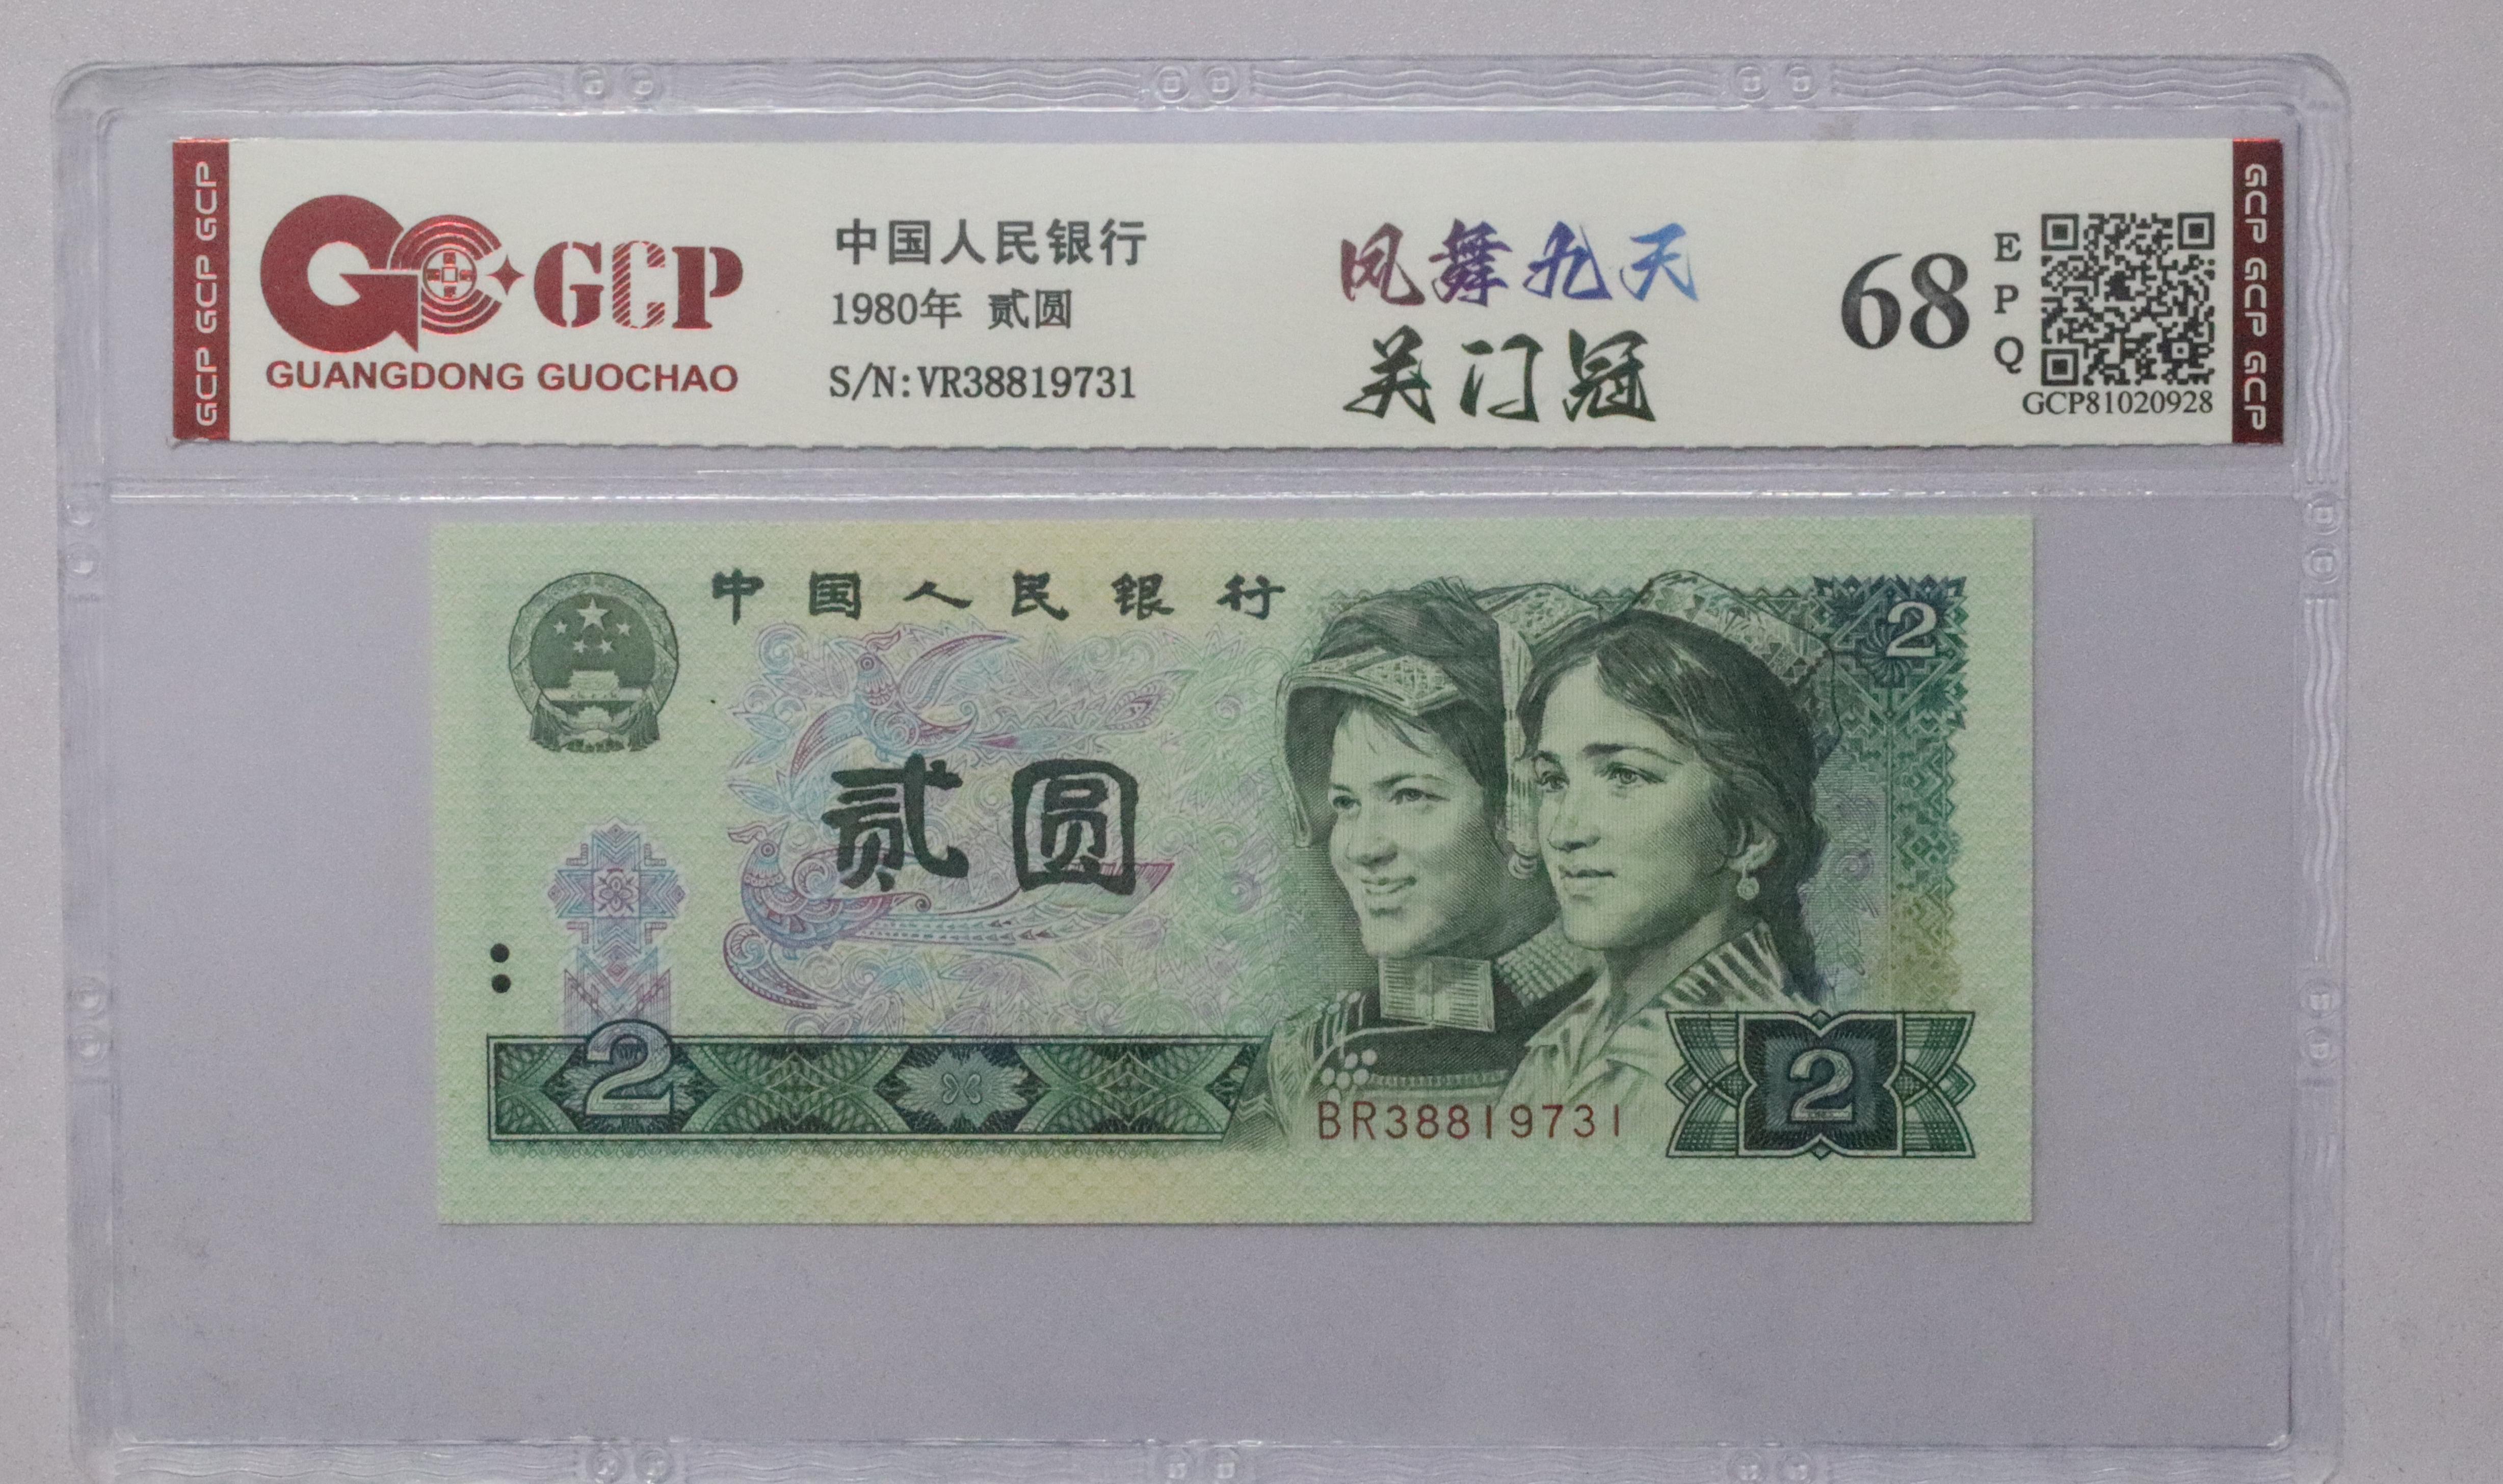 GCP GCP GCP
GCP
GUANGDONG GUOCHAO
中国人民银行
1980年 贰圆
S/N:VR38819731
凤舞九天
关门冠
68
EPQ
GCP81020928
GCP GCP GCP
中国人民银行
2
贰圆
2
BR38819731
2